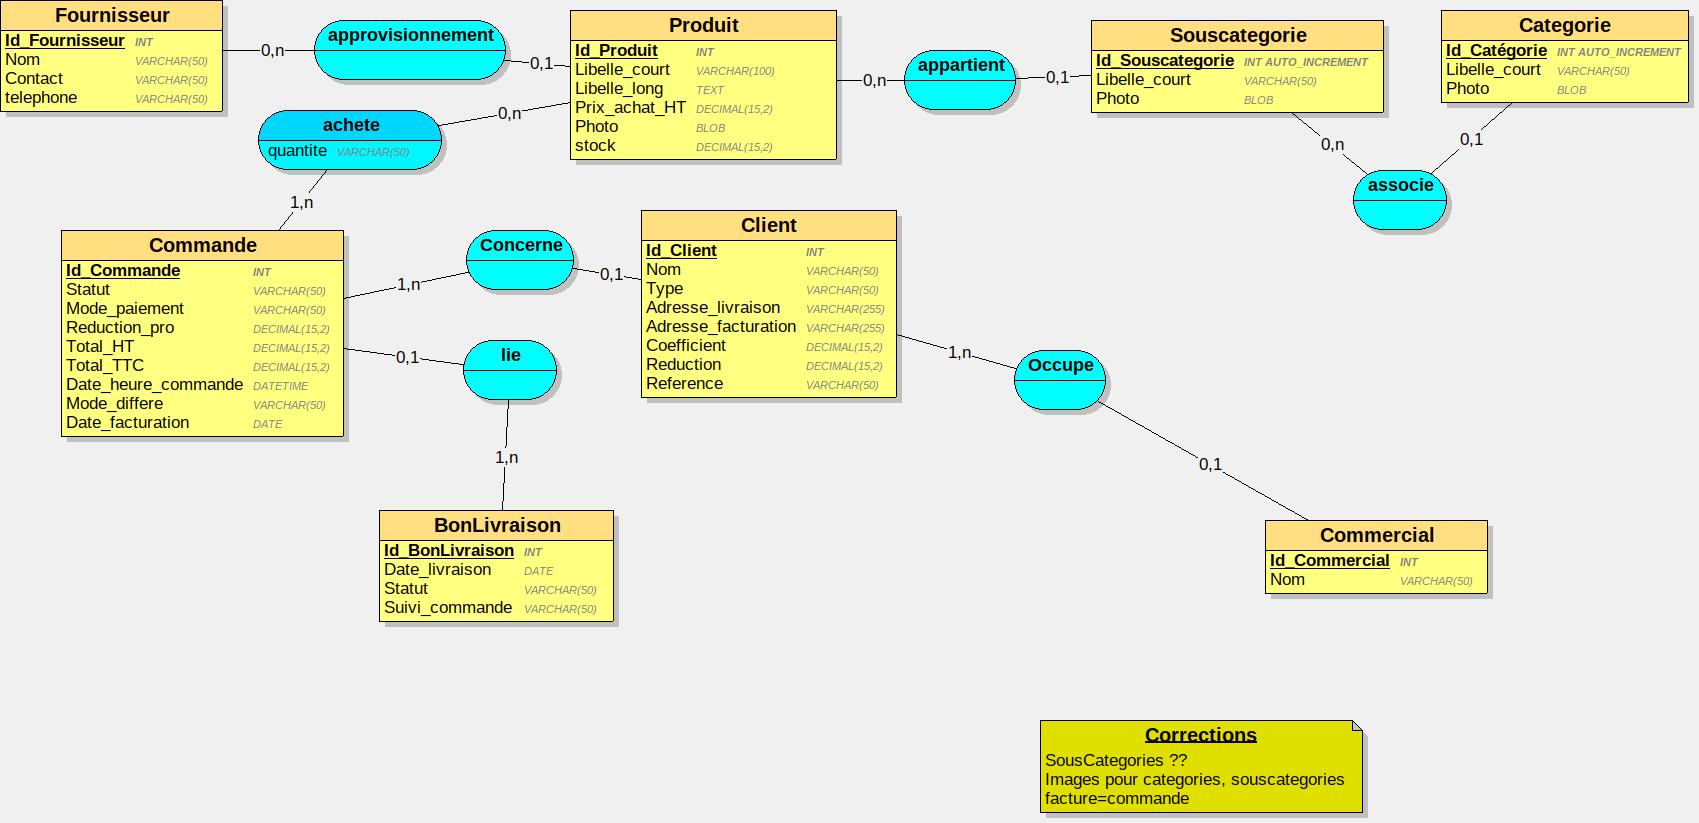 Fournisseur
Id_Fournisseur INT
Nom VARCHAR(50)
Contact VARCHAR(50)
telephone VARCHAR(50)
0,n
approvisionnement
0,1
Produit
Id_Produit INT
Libelle_court VARCHAR(100)
Libelle_long TEXT
Prix_achat_HT DECIMAL(15,2)
Photo BLOB
stock DECIMAL(15,2)
0,n
appartient
0,1
Souscategorie
Id_Souscategorie INT AUTO_INCREMENT
Libelle_court VARCHAR(50)
Photo BLOB
Categorie
Id_Catégorie INT AUTO_INCREMENT
Libelle_court VARCHAR(50)
Photo BLOB
0,n
0,1
associe
achete
quantite VARCHAR(50)
0,n
1,n
Commande
Id_Commande INT
Statut VARCHAR(50)
Mode_paiement VARCHAR(50)
Reduction_pro DECIMAL(15,2)
Total_HT DECIMAL(15,2)
Total_TTC DECIMAL(15,2)
Date_heure_commande DATETIME
Mode_differe VARCHAR(50)
Date_facturation DATE
1,n
Concerne
0,1
Client
Id_Client INT
Nom VARCHAR(50)
Type VARCHAR(50)
Adresse_livraison VARCHAR(255)
Adresse_facturation VARCHAR(255)
Coefficient DECIMAL(15,2)
Reduction DECIMAL(15,2)
Reference VARCHAR(50)
0,1
lie
1,n
1,n
Occupe
0,1
BonLivraison
Id_BonLivraison INT
Date_livraison DATE
Statut VARCHAR(50)
Suivi_commande VARCHAR(50)
Commercial
Id_Commercial INT
Nom VARCHAR(50)
Corrections
SousCategories ??
Images pour categories, souscategories
facture=commande